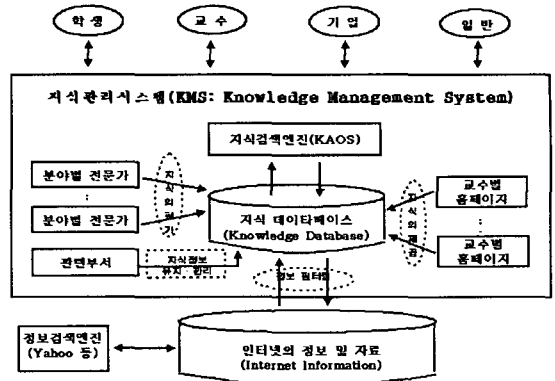 학 생
교 수
기 업
일 반
지식관리시스템(KMS: Knowledge Management System)
지식검색엔진(KAOS)
분야별 전문가
:
분야별 전문가
관련부서
지식의 평가
지식정보
유지 관리
지식 데이타베이스
(Knowledge Database)
지식의 제공
교수별
홈페이지
:
교수별
홈페이지
정보 필터링
정보검색엔진
(Yahoo 등)
인터넷의 정보 및 자료
(Internet Information)